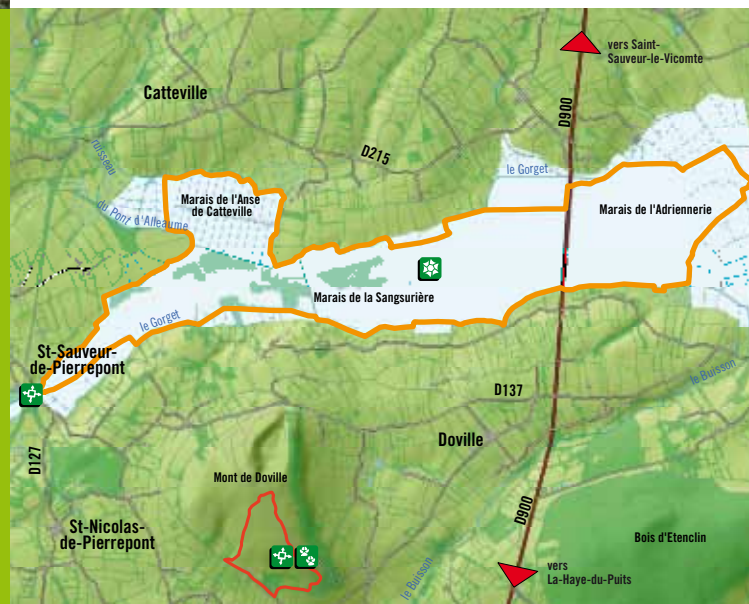 vers Saint-
Sauveur-le-Vicomte
Catteville
D900
D215
ruisseau
du Pont d'Alleaume
le Gorget
Marais de l'Anse
de Catteville
Marais de l'Adriennerie
Marais de la Sangsurière
le Gorget
St-Sauveur-
de-Pierrepont
le Buisson
D137
Doville
D127
Mont de Doville
St-Nicolas-
de-Pierrepont
D900
Bois d'Etenclin
vers
La-Haye-du-Puits
le Buisson